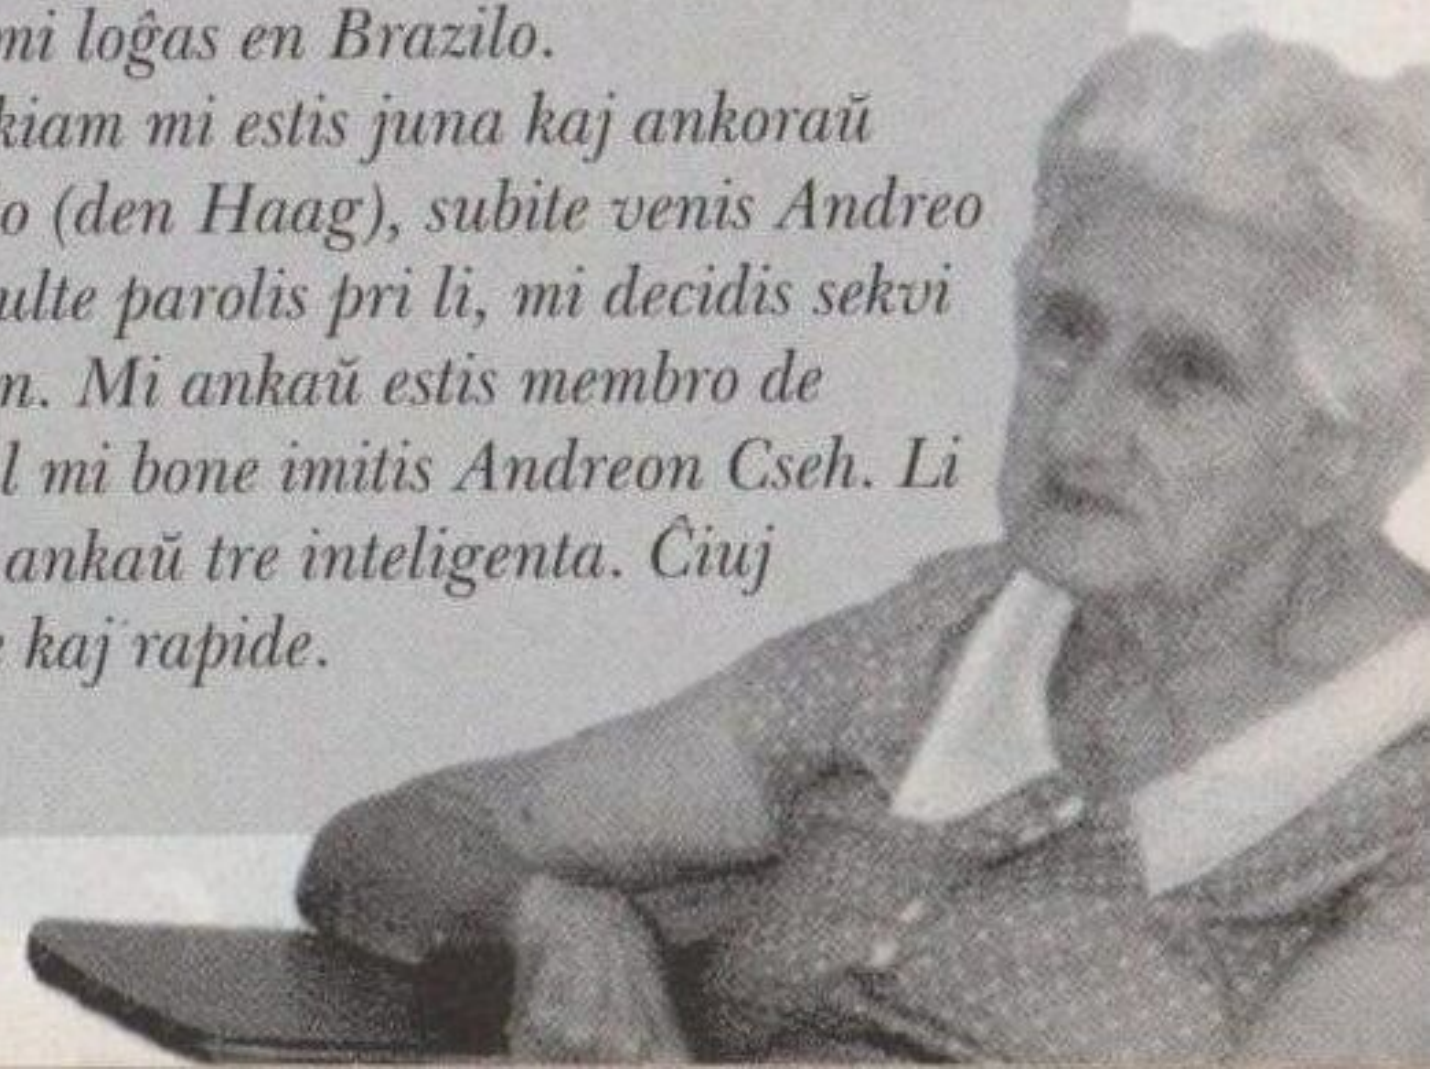 mi loĝas en Brazilo.
kiam mi estis juna kaj ankoraŭ
o (den Haag), subite venis Andreo
ulte parolis pri li, mi decidis sekvi
n. Mi ankaŭ estis membro de
l mi bone imitis Andreon Cseh. Li
ankaŭ tre inteligenta. Ĉiuj
kaj rapide.